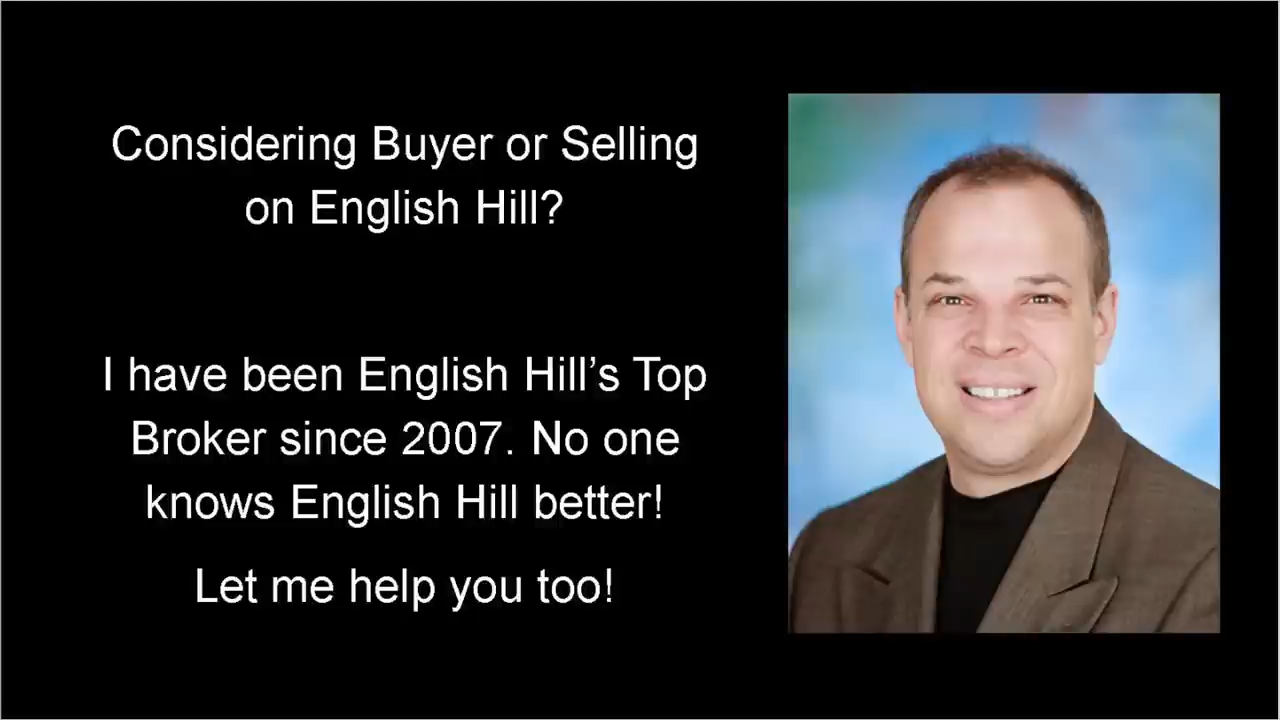 Considering Buyer or Selling
on English Hill?
I have been English Hill’s Top
Broker since 2007. No one
knows English Hill better!
Let me help you too!